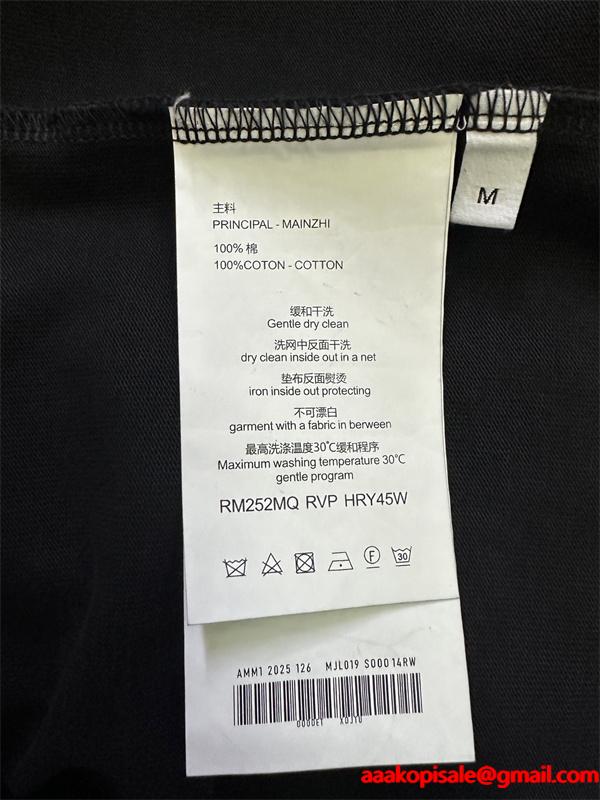 M
主料
PRINCIPAL - MAINZHI
100% 棉
100%COTON - COTTON
缓和干洗
Gentle dry clean
洗网中反面干洗
dry clean inside out in a net
垫布反面熨烫
iron inside out protecting
不可漂白
garment with a fabric in berween
最高洗涤温度30℃缓和程序
Maximum washing temperature 30℃
gentle program
RM252MQ RVP HRY45W
F
30
AMM1 2025 126 MJL019 S00014RW
aaakopisale@gmail.com